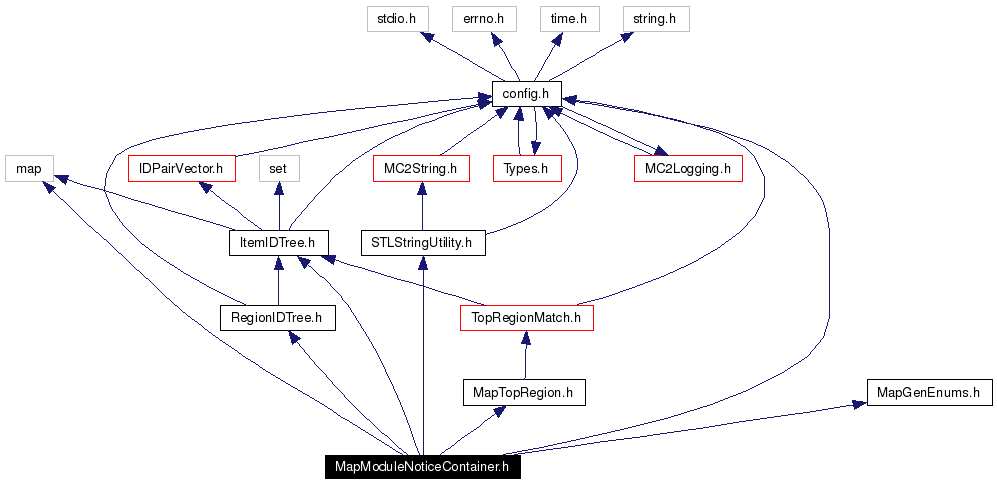 stdio.h
errno.h
time.h
string.h
config.h
map
IDPairVector.h
set
MC2String.h
Types.h
MC2Logging.h
ItemIDTree.h
STLStringUtility.h
RegionIDTree.h
TopRegionMatch.h
MapTopRegion.h
MapGenEnums.h
MapModuleNoticeContainer.h